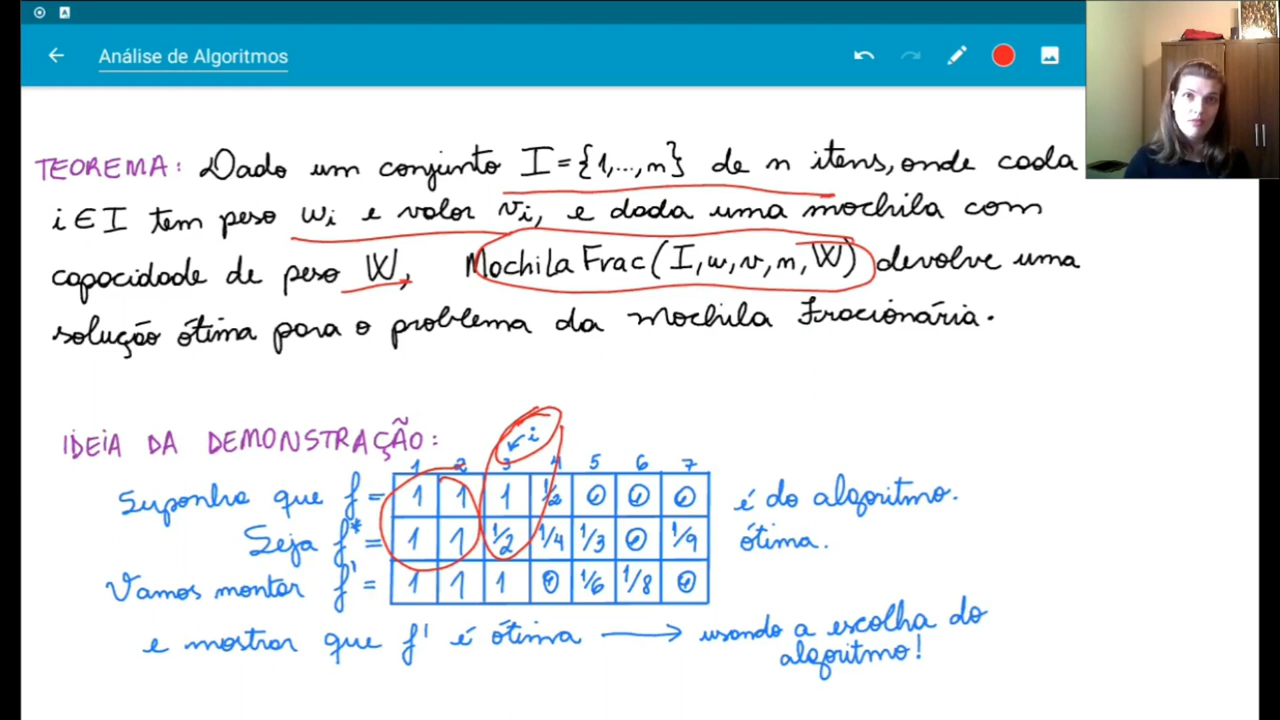 A
Análise de Algoritmos
TEOREMA: Dado um conjunto I={1,...,n} de n itens, onde cada
i∈I tem peso wi e valor vi, e dada uma mochila com
capacidade de peso W, MochilaFrac(I,w,v,n,W) devolve uma
solução ótima para o problema da Mochila Fracionária.
IDEIA DA DEMONSTRAÇÃO:
↙i
1 2 3 4 5 6 7
Suponha que f = 1 1 1 1/2 0 0 0 é do algoritmo.
Seja f* = 1 1 1/2 1/4 1/3 0 1/9 ótima.
Vamos montar f' = 1 1 1 0 1/6 1/8 0
e mostrar que f' é ótima → usando a escolha do
algoritmo!